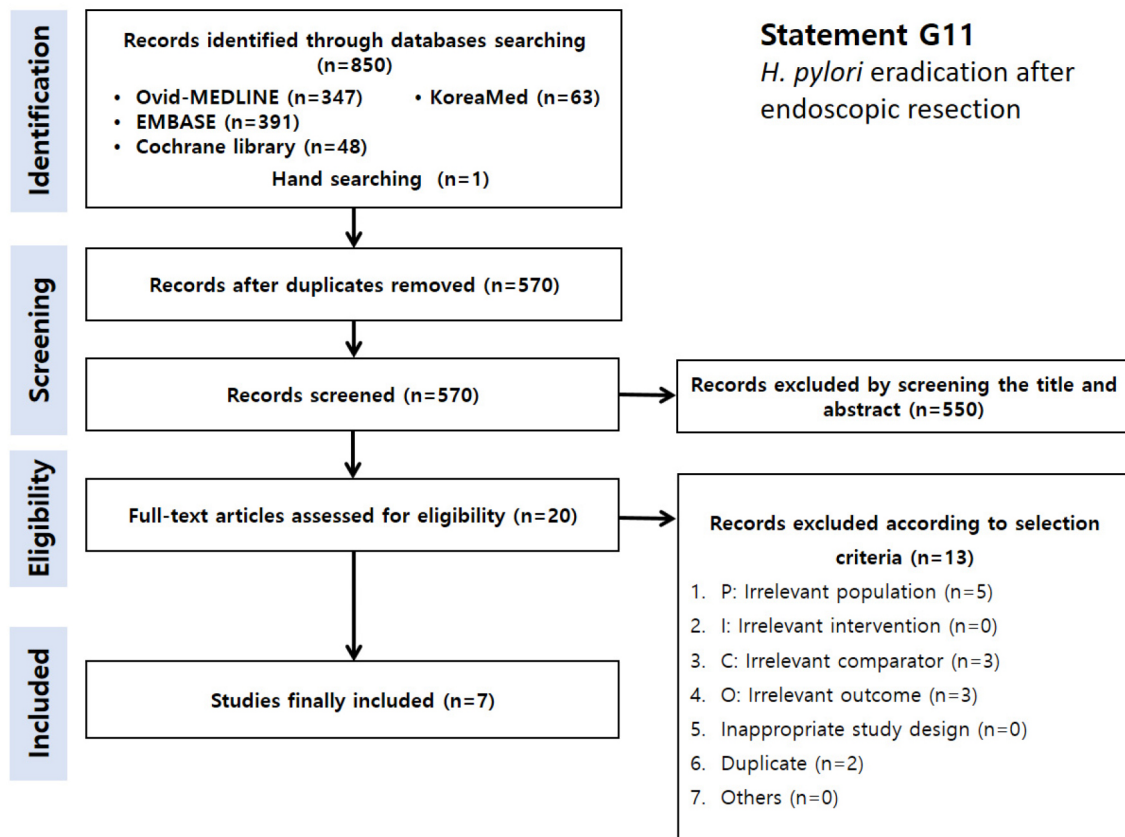 Statement G11
H. pylori eradication after
endoscopic resection
Identification
Records identified through databases searching
(n=850)
• Ovid-MEDLINE (n=347) • KoreaMed (n=63)
• EMBASE (n=391)
• Cochrane library (n=48)
Hand searching (n=1)
Screening
Records after duplicates removed (n=570)
Records screened (n=570)
Records excluded by screening the title and
abstract (n=550)
Eligibility
Full-text articles assessed for eligibility (n=20)
Records excluded according to selection
criteria (n=13)
1. P: Irrelevant population (n=5)
2. I: Irrelevant intervention (n=0)
3. C: Irrelevant comparator (n=3)
4. O: Irrelevant outcome (n=3)
5. Inappropriate study design (n=0)
6. Duplicate (n=2)
7. Others (n=0)
Included
Studies finally included (n=7)